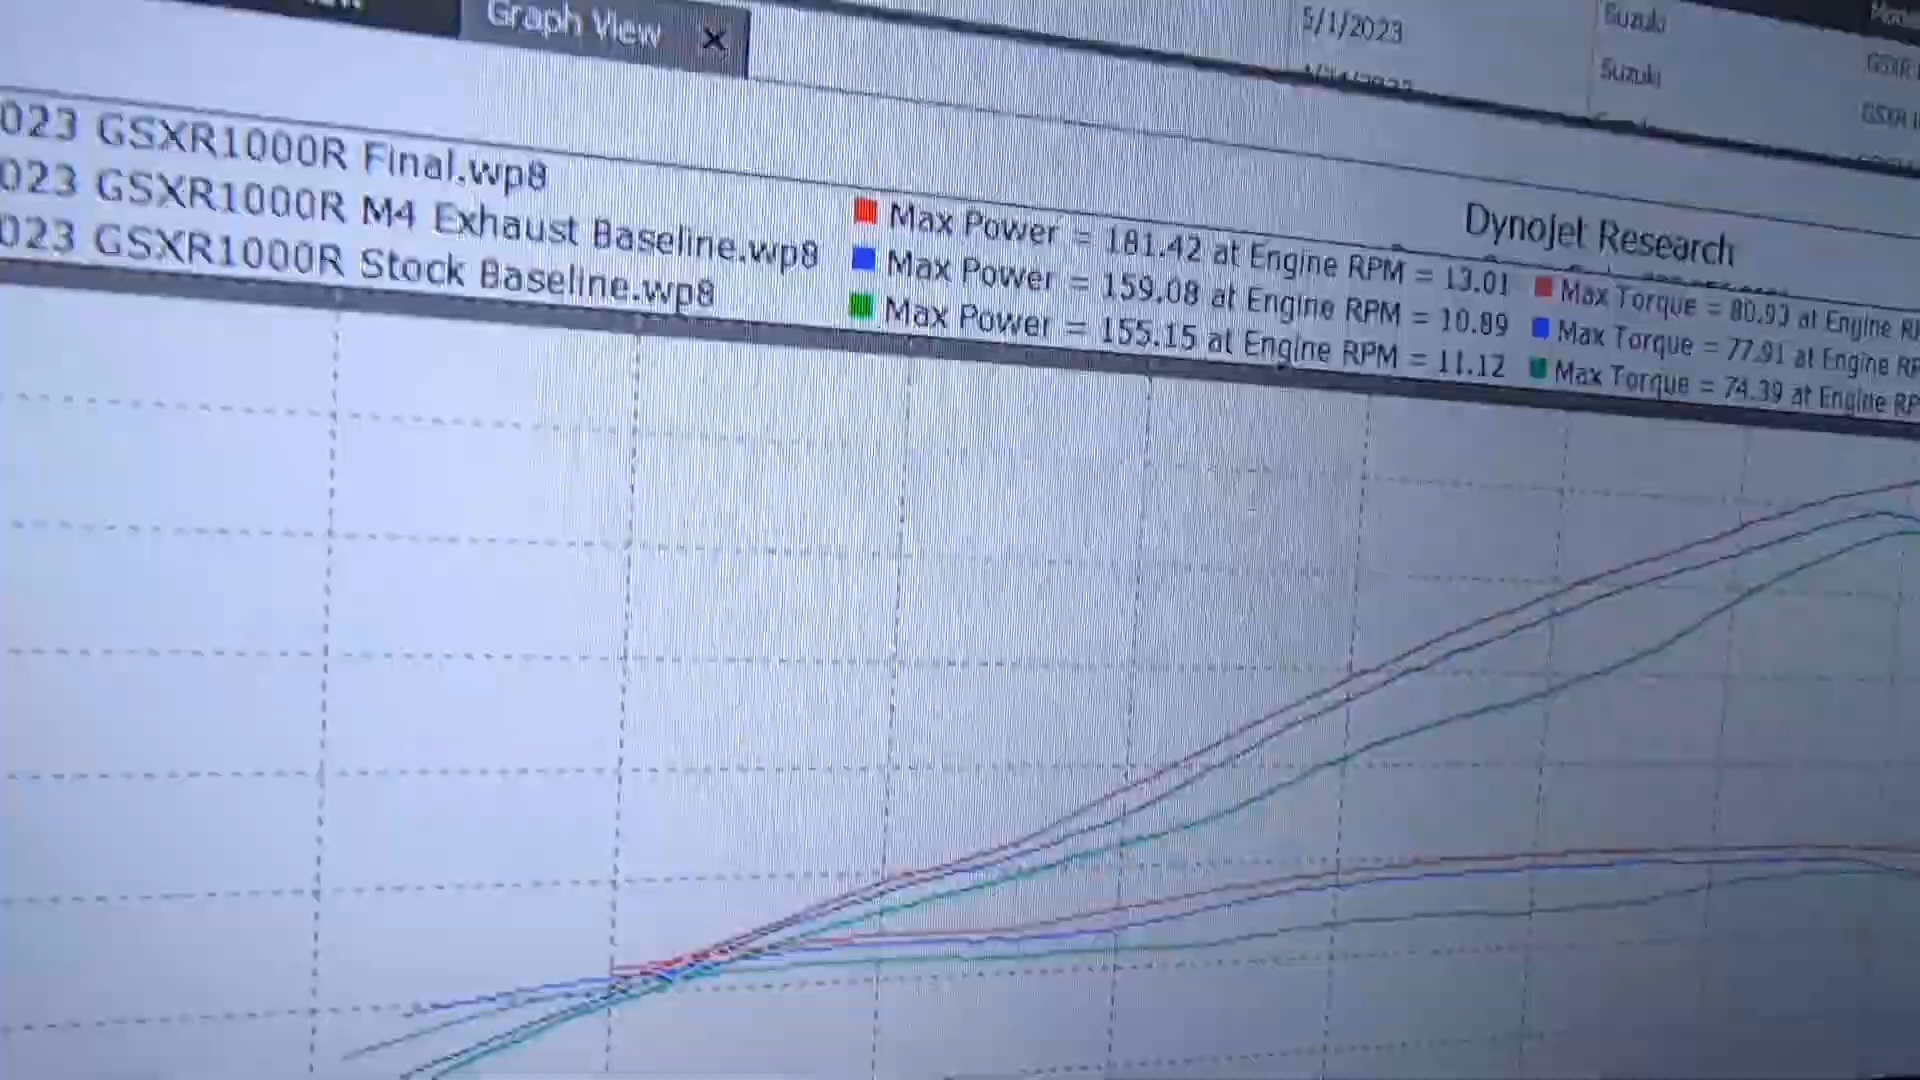 Graph View X
5/1/2023 Suzuki
Suzuki
023 GSXR1000R Final.wp8
023 GSXR1000R M4 Exhaust Baseline.wp8
023 GSXR1000R Stock Baseline.wp8
Dynojet Research
Max Power = 181.42 at Engine RPM = 13.01
Max Power = 159.08 at Engine RPM = 10.89
Max Power = 155.15 at Engine RPM = 11.12
Max Torque = 80.93 at Engine
Max Torque = 77.91 at Engine
Max Torque = 74.39 at Engine